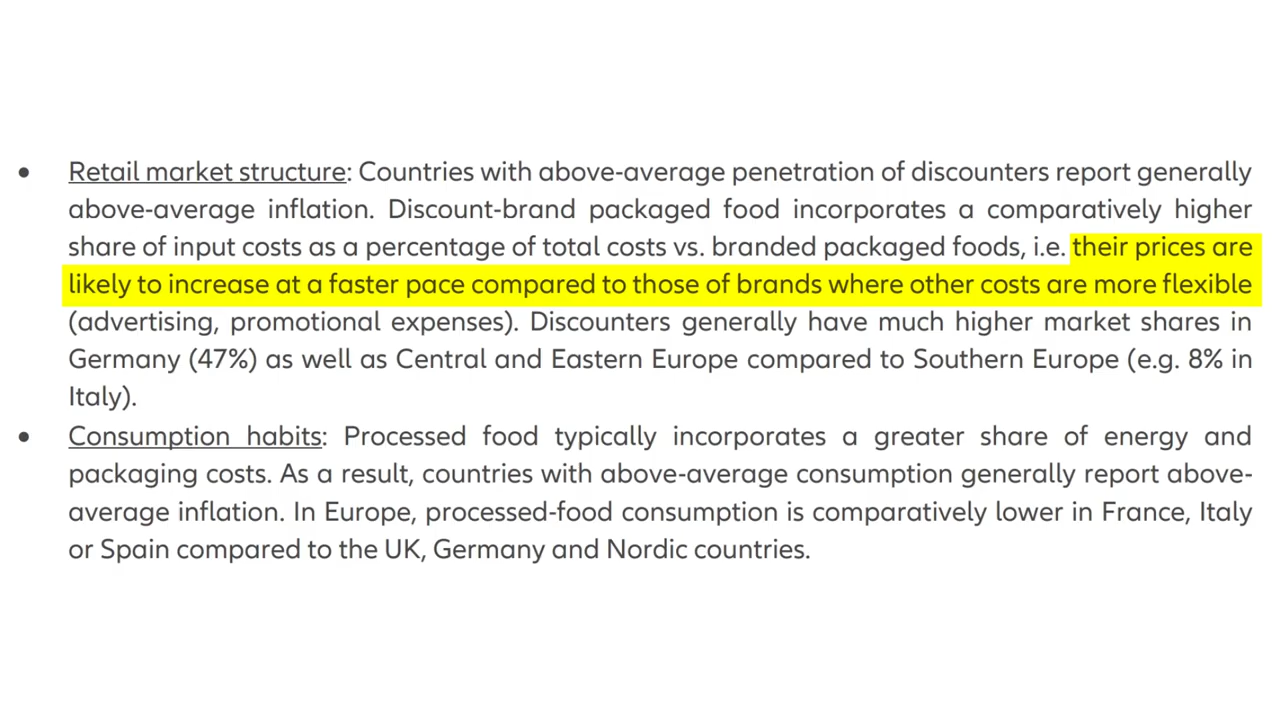 • Retail market structure: Countries with above-average penetration of discounters report generally
above-average inflation. Discount-brand packaged food incorporates a comparatively higher
share of input costs as a percentage of total costs vs. branded packaged foods, i.e. their prices are
likely to increase at a faster pace compared to those of brands where other costs are more flexible
(advertising, promotional expenses). Discounters generally have much higher market shares in
Germany (47%) as well as Central and Eastern Europe compared to Southern Europe (e.g. 8% in
Italy).
• Consumption habits: Processed food typically incorporates a greater share of energy and
packaging costs. As a result, countries with above-average consumption generally report above-
average inflation. In Europe, processed-food consumption is comparatively lower in France, Italy
or Spain compared to the UK, Germany and Nordic countries.